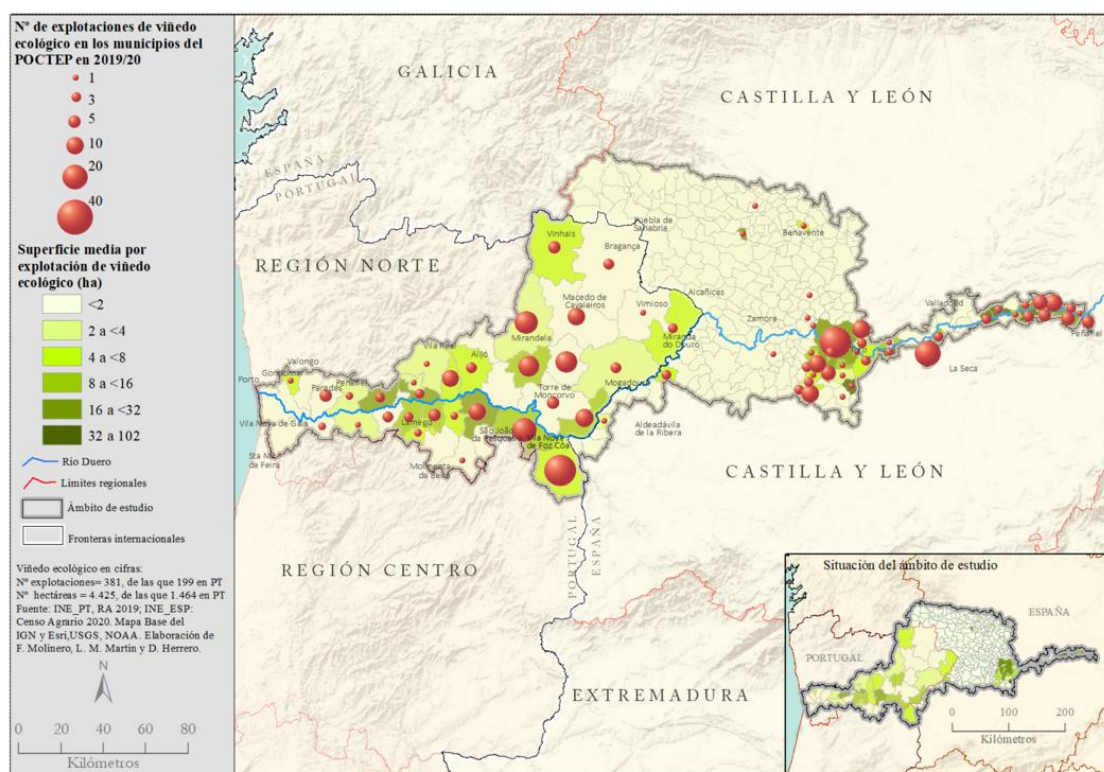 Nº de explotaciones de viñedo
ecológico en los municipios del
POCTEP en 2019/20
1
3
5
10
20
40
Superficie media por
explotación de viñedo
ecológico (ha)
<2
2 a <4
4 a <8
8 a <16
16 a <32
32 a 102
Rio Duero
Limites regionales
Ámbito de estudio
Fronteras internacionales
Viñedo ecológico en cifras:
Nº explotaciones= 381, de las que 199 en PT
Nº hectáreas = 4.425, de las que 1.464 en PT
Fuente: INE_PT, RA 2019; INE_ESP:
Censo Agrario 2020. Mapa Base del
IGN y Esri,USGS, NOAA. Elaboración de
F. Molinero, L. M. Martin y D. Herrero.
N
0 20 40 60 80
Kilómetros
GALICIA
CASTILLA Y LEÓN
ESPAÑA
PORTUGAL
REGIÓN NORTE
Puebla de
Sanabria
Benavente
Vinhais
Bragança
Macedo de
Cavaleiros
Vimioso
Alcañices
Miranda
do Douro
Zamora
Valladolid
Peñafiel
La Seca
Mirandela
Vila Real
Alijó
Valongo
Gondomar
Porto
Paredes
Penafiel
Torre de
Moncorvo
Mogadouro
Vila Nova de Gaia
Lamego
São João
da Pesqueira
Vila Nova
de Foz Côa
Aldeadávila
de la Ribera
Sta Maria
da Feira
Moimenta
da Beira
CASTILLA Y LEÓN
REGIÓN CENTRO
PORTUGAL
ESPAÑA
EXTREMADURA
Situación del ámbito de estudio
ESPAÑA
PORTUGAL
0 100 200
Kilómetros